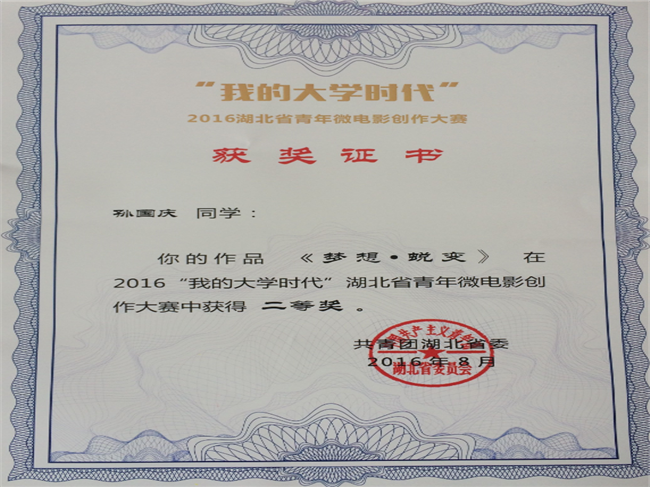 “我的大学时代”
2016湖北省青年微电影创作大赛
获奖证书
孙国庆 同学：
你的作品《梦想·蜕变》在
2016“我的大学时代”湖北省青年微电影创
作大赛中获得 二等奖 。
共青团湖北省委
2016年8月
湖北省委员会